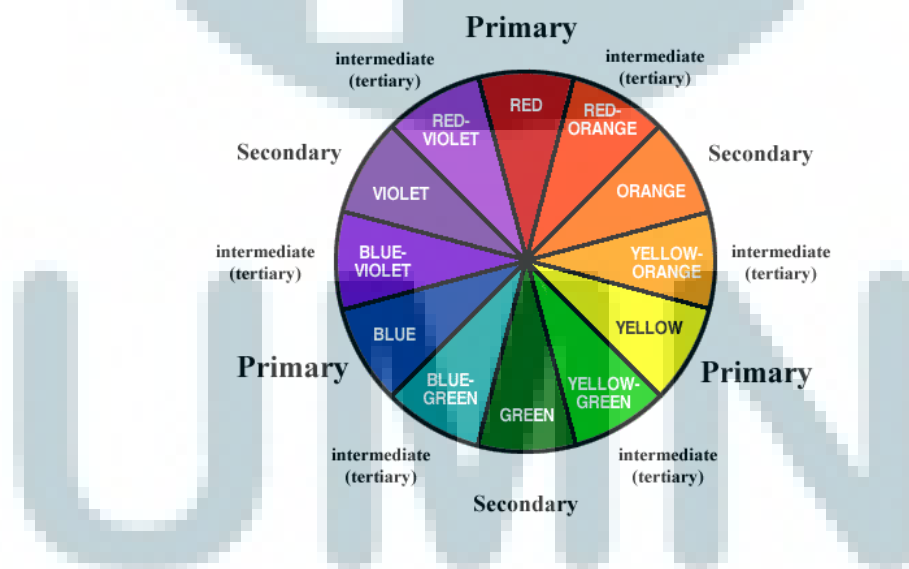 Primary
intermediate
(tertiary)
intermediate
(tertiary)
RED
RED-
VIOLET
RED-
ORANGE
Secondary
Secondary
VIOLET
ORANGE
intermediate
(tertiary)
BLUE-
VIOLET
YELLOW-
ORANGE
intermediate
(tertiary)
BLUE
YELLOW
Primary
Primary
BLUE-
GREEN
YELLOW-
GREEN
GREEN
intermediate
(tertiary)
intermediate
(tertiary)
Secondary
UMN